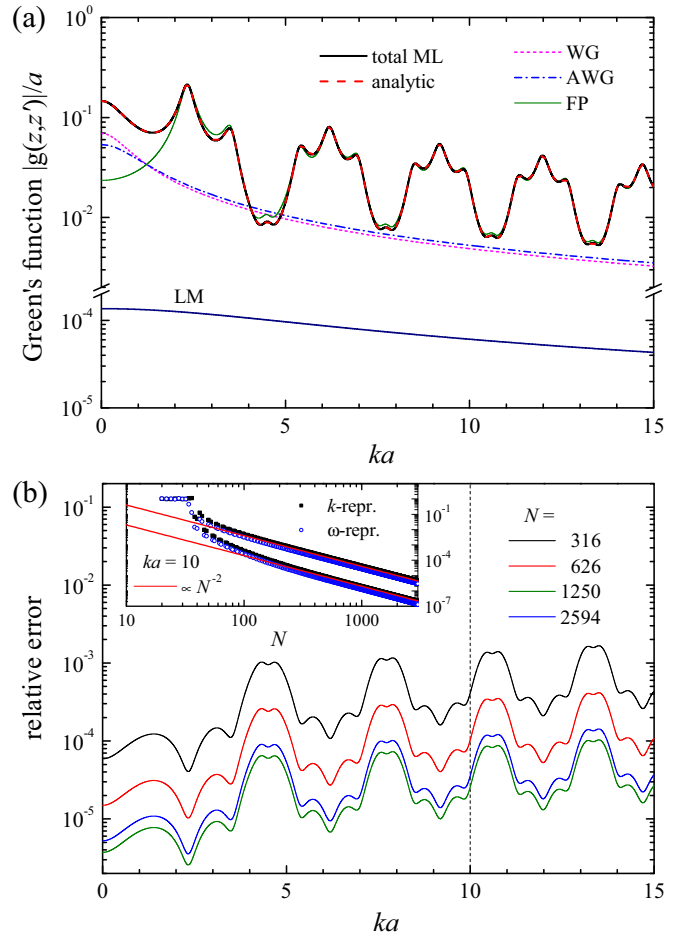 (a)
Green's function |g(z,z')|/a
10⁰
10⁻¹
10⁻²
10⁻⁴
10⁻⁵
total ML
analytic
WG
AWG
FP
LM
0 5 10 15
ka
(b)
relative error
10⁻¹
10⁻²
10⁻³
10⁻⁴
10⁻⁵
k-repr.
ω-repr.
ka = 10
∝ N⁻²
10⁻¹
10⁻⁴
10⁻⁷
10 100 1000
N
N =
316
626
1250
2594
0 5 10 15
ka